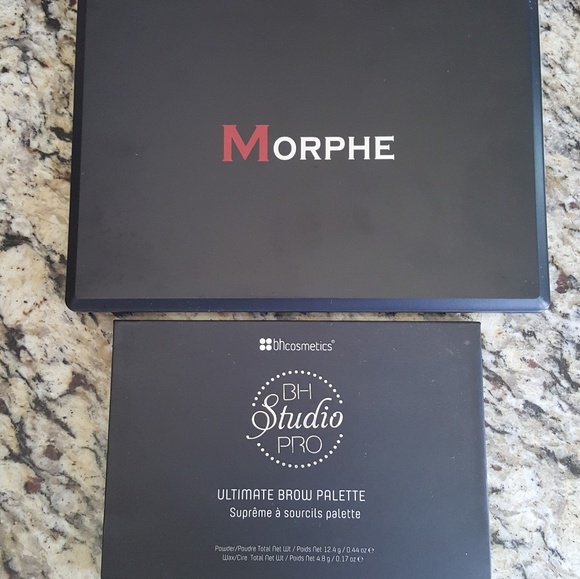 MORPHE
bhcosmetics®
BH
Studio
PRO
ULTIMATE BROW PALETTE
Suprême à sourcils palette
Powder/Poudre Total Net Wt / Poids Net 12.4 g / 0.44 oz ℮
Wax/Cire Total Net Wt / Poids Net 4.8 g / 0.17 oz ℮